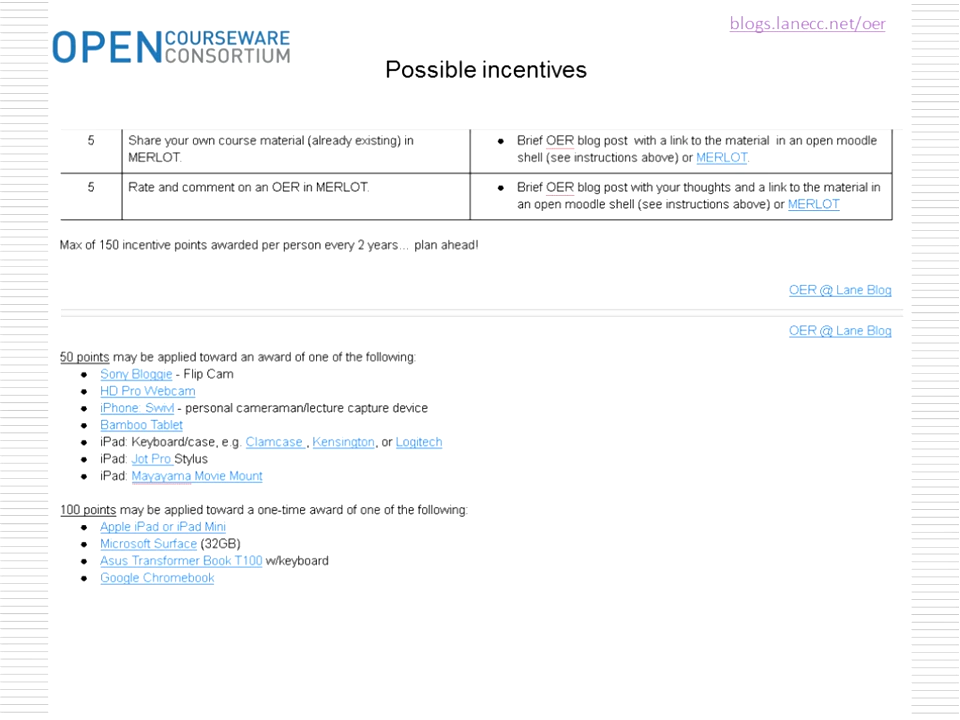 blogs.lanecc.net/oer
OPEN COURSEWARE
CONSORTIUM
Possible incentives
5 Share your own course material (already existing) in
MERLOT.
• Brief OER blog post with a link to the material in an open moodle
shell (see instructions above) or MERLOT.
5 Rate and comment on an OER in MERLOT.
• Brief OER blog post with your thoughts and a link to the material in
an open moodle shell (see instructions above) or MERLOT
Max of 150 incentive points awarded per person every 2 years... plan ahead!
OER @ Lane Blog
OER @ Lane Blog
50 points may be applied toward an award of one of the following:
• Sony Bloggie - Flip Cam
• HD Pro Webcam
• iPhone: Swivl - personal cameraman/lecture capture device
• Bamboo Tablet
• iPad: Keyboard/case, e.g. Clamcase , Kensington, or Logitech
• iPad: Jot Pro Stylus
• iPad: Mayayama Movie Mount
100 points may be applied toward a one-time award of one of the following:
• Apple iPad or iPad Mini
• Microsoft Surface (32GB)
• Asus Transformer Book T100 w/keyboard
• Google Chromebook